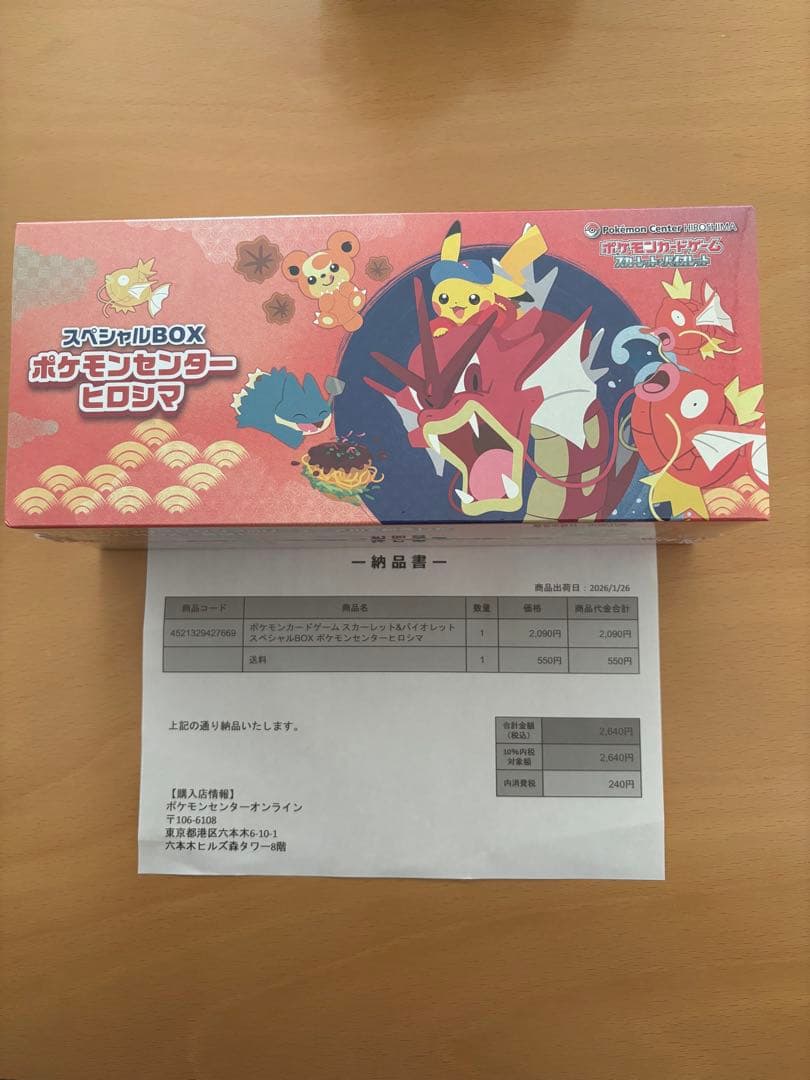 Pokémon Center HIROSHIMA
ポケモンカードゲーム
スカーレット&バイオレット
スペシャルBOX
ポケモンセンター
ヒロシマ
ー納品書ー
商品出荷日：2026/1/26
商品コード 商品名 数量 価格 商品代金合計
4521329427669 ポケモンカードゲーム スカーレット&バイオレット 1 2,090円 2,090円
スペシャルBOX ポケモンセンターヒロシマ
送料 1 550円 550円
上記の通り納品いたします。
合計金額 2,640円
（税込）
10%内税 2,640円
対象額
内消費税 240円
【購入店情報】
ポケモンセンターオンライン
〒106-6108
東京都港区六本木6-10-1
六本木ヒルズ森タワー8階